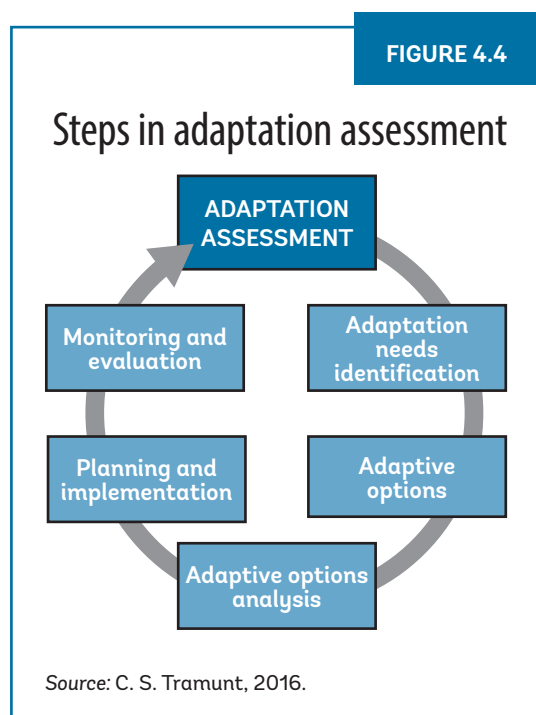 FIGURE 4.4
Steps in adaptation assessment
ADAPTATION
ASSESSMENT
Adaptation
needs
identification
Adaptive
options
Adaptive options
analysis
Planning and
implementation
Monitoring and
evaluation
Source: C. S. Tramunt, 2016.